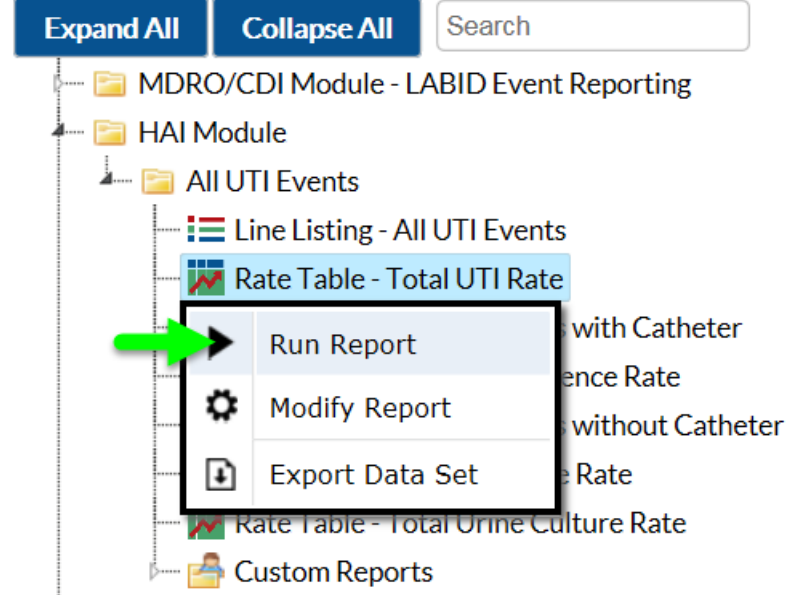 Expand All Collapse All Search
MDRO/CDI Module - LABID Event Reporting
HAI Module
All UTI Events
Line Listing - All UTI Events
Rate Table - Total UTI Rate
with Catheter
Run Report
Rate
Modify Report
without Catheter
Export Data Set
Rate
Rate Table - Total Urine Culture Rate
Custom Reports